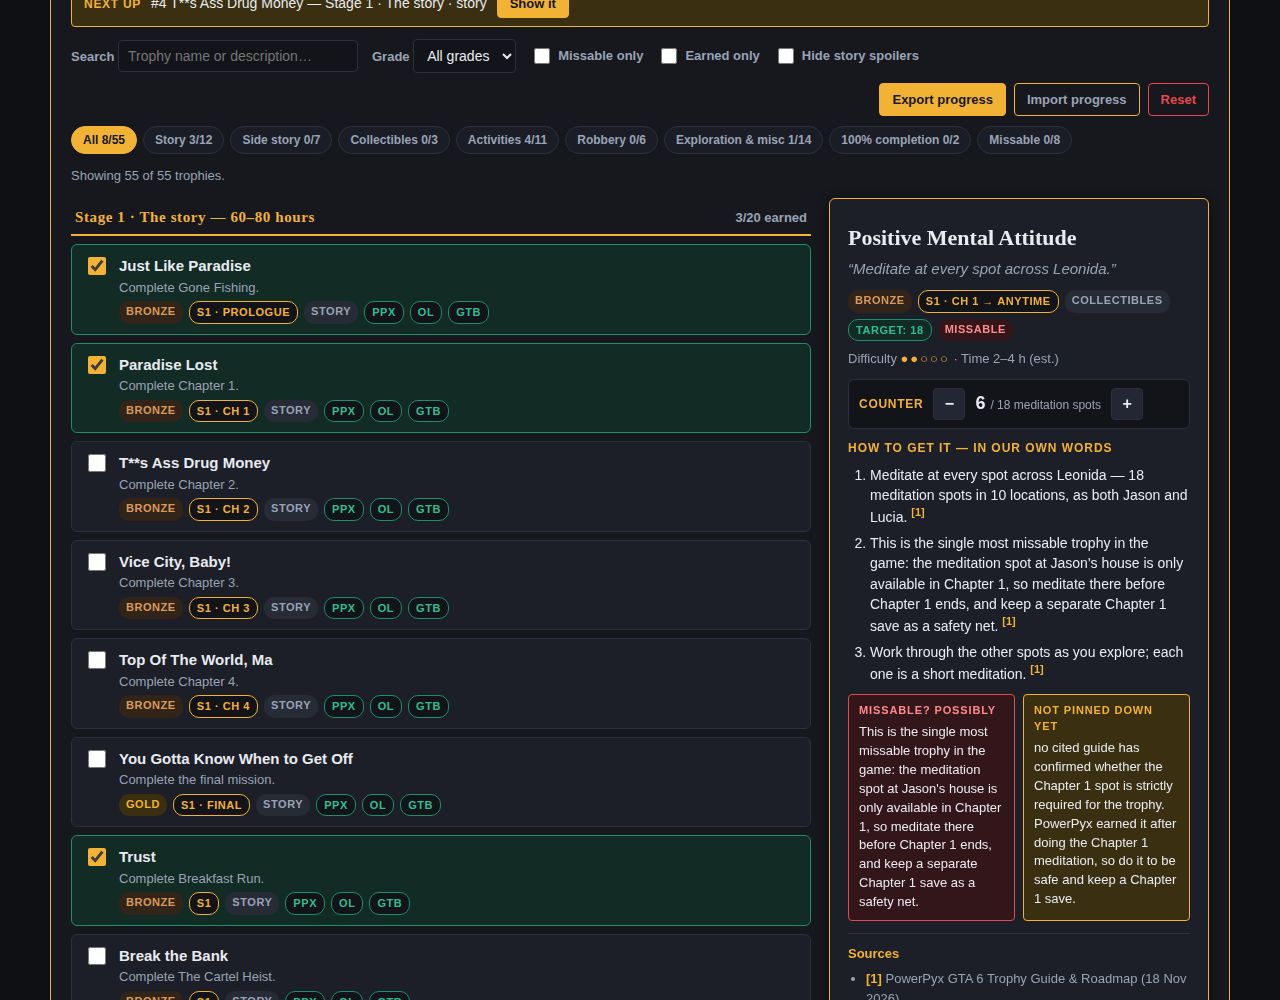 NEXT UP #4 T**s Ass Drug Money — Stage 1 · The story · story Show it
Search Trophy name or description… Grade All grades Missable only Earned only Hide story spoilers
Export progress Import progress Reset
All 8/55 Story 3/12 Side story 0/7 Collectibles 0/3 Activities 4/11 Robbery 0/6 Exploration & misc 1/14 100% completion 0/2 Missable 0/8
Showing 55 of 55 trophies.
Stage 1 · The story — 60–80 hours 3/20 earned
Just Like Paradise
Complete Gone Fishing.
BRONZE S1 · PROLOGUE STORY PPX OL GTB
Paradise Lost
Complete Chapter 1.
BRONZE S1 · CH 1 STORY PPX OL GTB
T**s Ass Drug Money
Complete Chapter 2.
BRONZE S1 · CH 2 STORY PPX OL GTB
Vice City, Baby!
Complete Chapter 3.
BRONZE S1 · CH 3 STORY PPX OL GTB
Top Of The World, Ma
Complete Chapter 4.
BRONZE S1 · CH 4 STORY PPX OL GTB
You Gotta Know When to Get Off
Complete the final mission.
GOLD S1 · FINAL STORY PPX OL GTB
Trust
Complete Breakfast Run.
BRONZE S1 STORY PPX OL GTB
Break the Bank
Complete The Cartel Heist.
BRONZE S1 STORY PPX OL GTB
Positive Mental Attitude
“Meditate at every spot across Leonida.”
BRONZE S1 · CH 1 → ANYTIME COLLECTIBLES
TARGET: 18 MISSABLE
Difficulty ●●○○○ · Time 2–4 h (est.)
COUNTER − 6 / 18 meditation spots +
HOW TO GET IT — IN OUR OWN WORDS
1. Meditate at every spot across Leonida — 18
meditation spots in 10 locations, as both Jason and
Lucia. [1]
2. This is the single most missable trophy in the
game: the meditation spot at Jason's house is only
available in Chapter 1, so meditate there before
Chapter 1 ends, and keep a separate Chapter 1
save as a safety net. [1]
3. Work through the other spots as you explore; each
one is a short meditation. [1]
MISSABLE? POSSIBLY
This is the single most
missable trophy in the
game: the meditation
spot at Jason's house is
only available in Chapter
1, so meditate there
before Chapter 1 ends,
and keep a separate
Chapter 1 save as a
safety net.
NOT PINNED DOWN
YET
no cited guide has
confirmed whether the
Chapter 1 spot is strictly
required for the trophy.
PowerPyx earned it after
doing the Chapter 1
meditation, so do it to be
safe and keep a Chapter
1 save.
Sources
[1] PowerPyx GTA 6 Trophy Guide & Roadmap (18 Nov
2026)